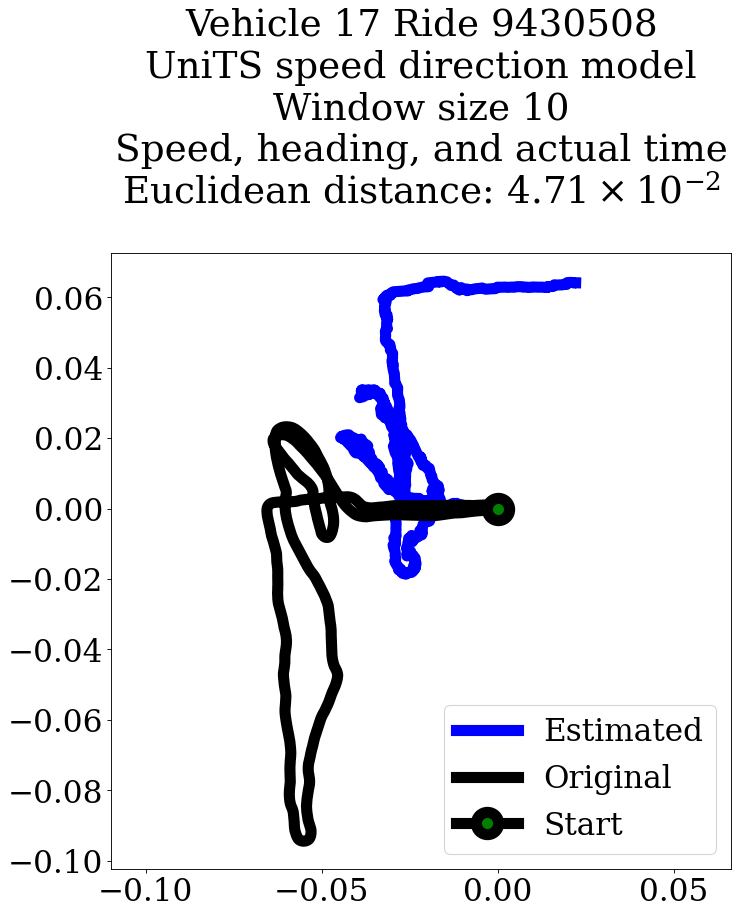 Vehicle 17 Ride 9430508
UniTS speed direction model
Window size 10
Speed, heading, and actual time
Euclidean distance: 4.71 × 10⁻²
0.06
0.04
0.02
0.00
−0.02
−0.04
−0.06
−0.08
−0.10
Estimated
Original
Start
−0.10
−0.05
0.00
0.05